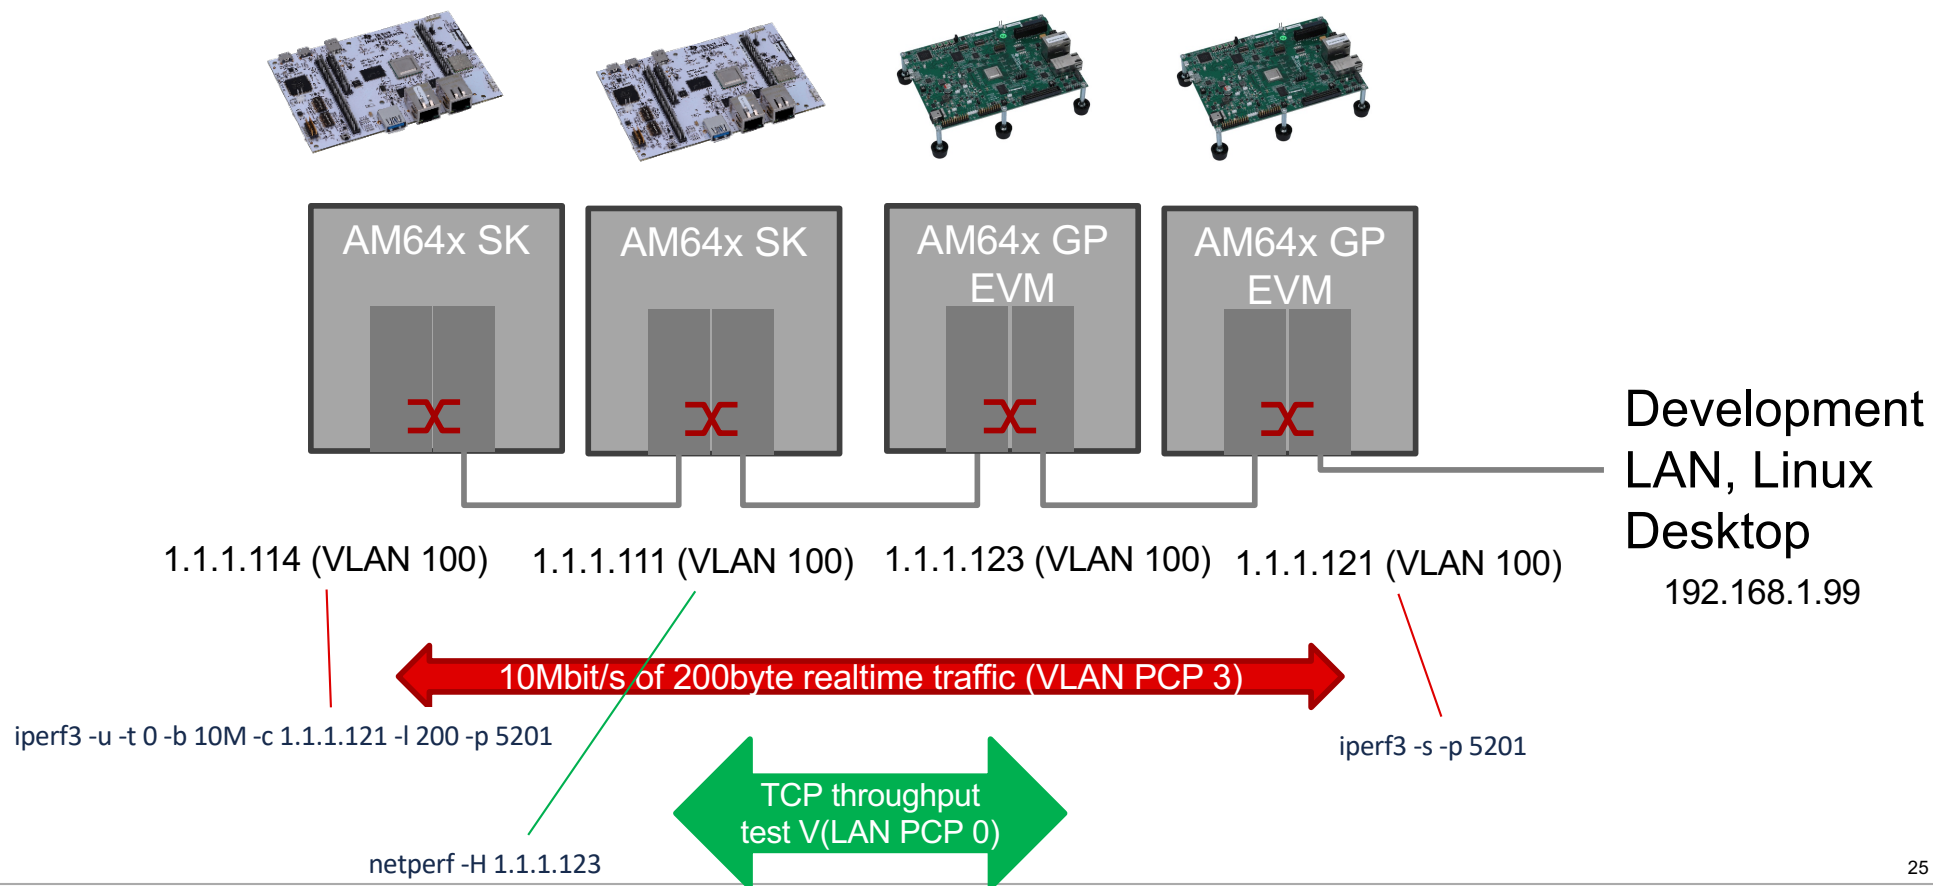 AM64x SK
AM64x SK
AM64x GP
EVM
AM64x GP
EVM
Development
LAN, Linux
Desktop
192.168.1.99
1.1.1.114 (VLAN 100)
1.1.1.111 (VLAN 100)
1.1.1.123 (VLAN 100)
1.1.1.121 (VLAN 100)
10Mbit/s of 200byte realtime traffic (VLAN PCP 3)
iperf3 -u -t 0 -b 10M -c 1.1.1.121 -l 200 -p 5201
iperf3 -s -p 5201
TCP throughput
test V(LAN PCP 0)
netperf -H 1.1.1.123
25